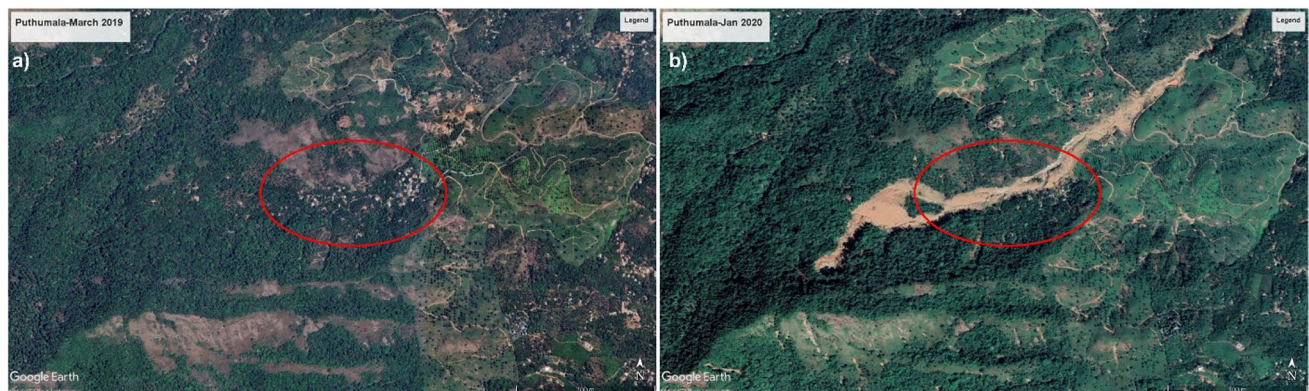 Puthumala-March 2019
Legend
a)
Google Earth
N
Puthumala-Jan 2020
Legend
b)
Google Earth
N